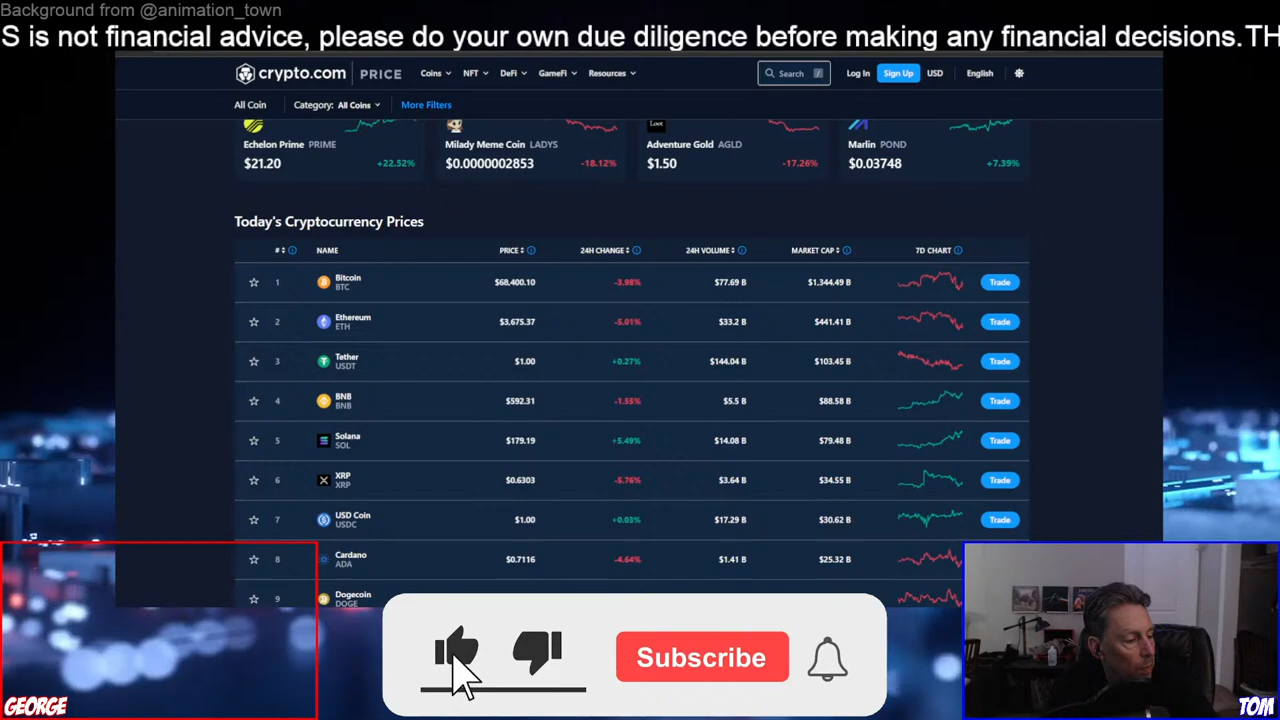 Background from @animation_town
S is not financial advice, please do your own due diligence before making any financial decisions.TH
crypto.com | PRICE Coins NFT DeFi GameFi Resources Search / Log In Sign Up USD English
All Coin Category: All Coins More Filters
Echelon Prime PRIME Milady Meme Coin LADYS Adventure Gold AGLD Marlin POND
$21.20 +22.52% $0.0000002853 -18.12% $1.50 -17.26% $0.03748 +7.39%
Today's Cryptocurrency Prices
# NAME PRICE 24H CHANGE 24H VOLUME MARKET CAP 7D CHART
1 Bitcoin BTC $68,400.10 -3.98% $77.69 B $1,344.49 B Trade
2 Ethereum ETH $3,675.37 -5.01% $33.2 B $441.41 B Trade
3 Tether USDT $1.00 +0.27% $144.04 B $103.45 B Trade
4 BNB BNB $592.31 -1.55% $5.5 B $88.58 B Trade
5 Solana SOL $179.19 +5.49% $14.08 B $79.48 B Trade
6 XRP XRP $0.6303 -5.76% $3.64 B $34.55 B Trade
7 USD Coin USDC $1.00 +0.03% $17.29 B $30.62 B Trade
8 Cardano ADA $0.7116 -4.64% $1.41 B $25.32 B Trade
9 Dogecoin DOGE
Subscribe
GEORGE
TOM